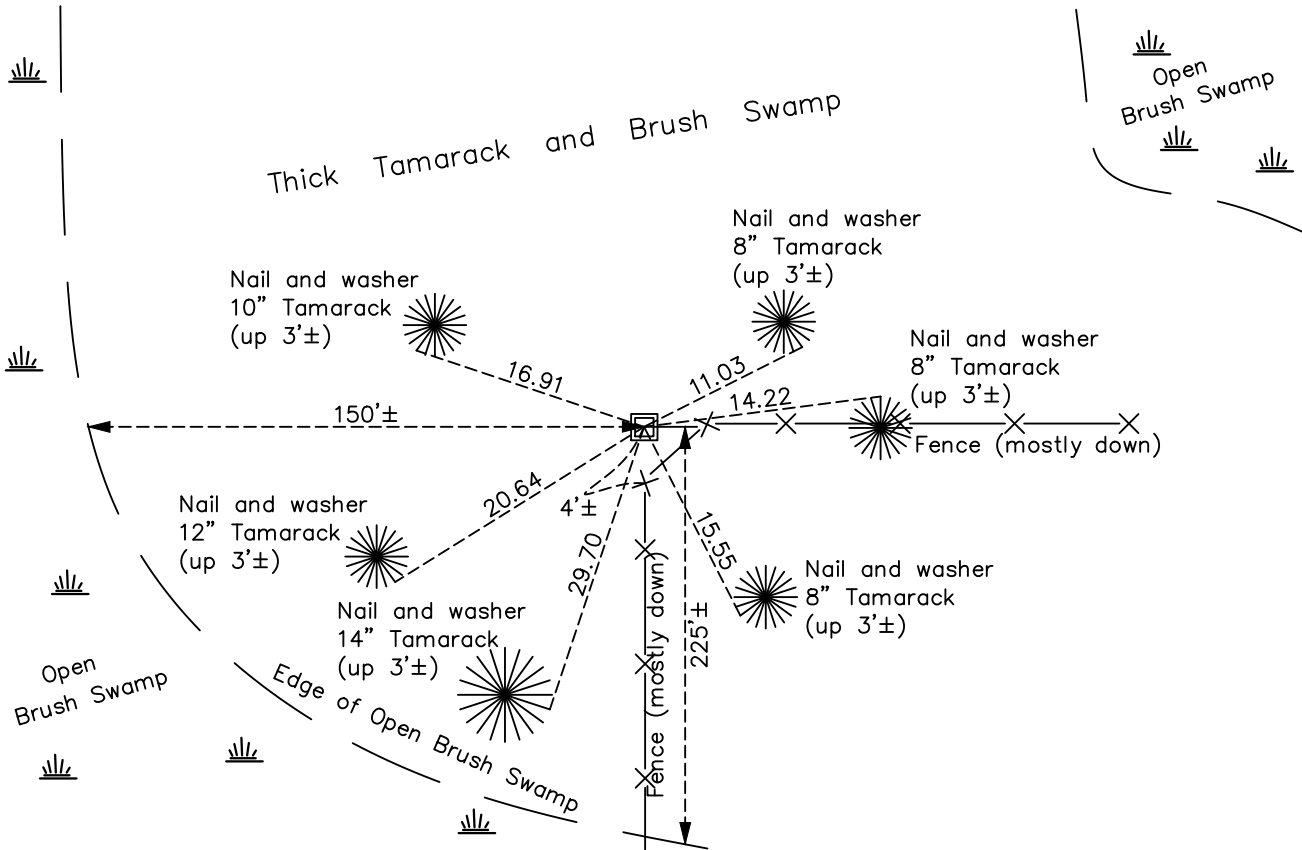 Open
Brush Swamp
Thick Tamarack and Brush Swamp
Nail and washer
8” Tamarack
(up 3'±)
Nail and washer
10” Tamarack
(up 3'±)
Nail and washer
8” Tamarack
(up 3'±)
16.91
11.03
14.22
150'±
Fence (mostly down)
20.64
4'±
Nail and washer
12” Tamarack
(up 3'±)
29.70
15.55
Nail and washer
8” Tamarack
(up 3'±)
Nail and washer
14” Tamarack
(up 3'±)
Fence (mostly down)
225'±
Open
Brush Swamp
Edge of Open Brush Swamp